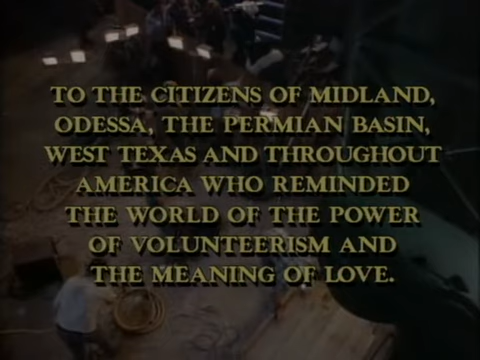 TO THE CITIZENS OF MIDLAND,
ODESSA, THE PERMIAN BASIN,
WEST TEXAS AND THROUGHOUT
AMERICA WHO REMINDED
THE WORLD OF THE POWER
OF VOLUNTEERISM AND
THE MEANING OF LOVE.